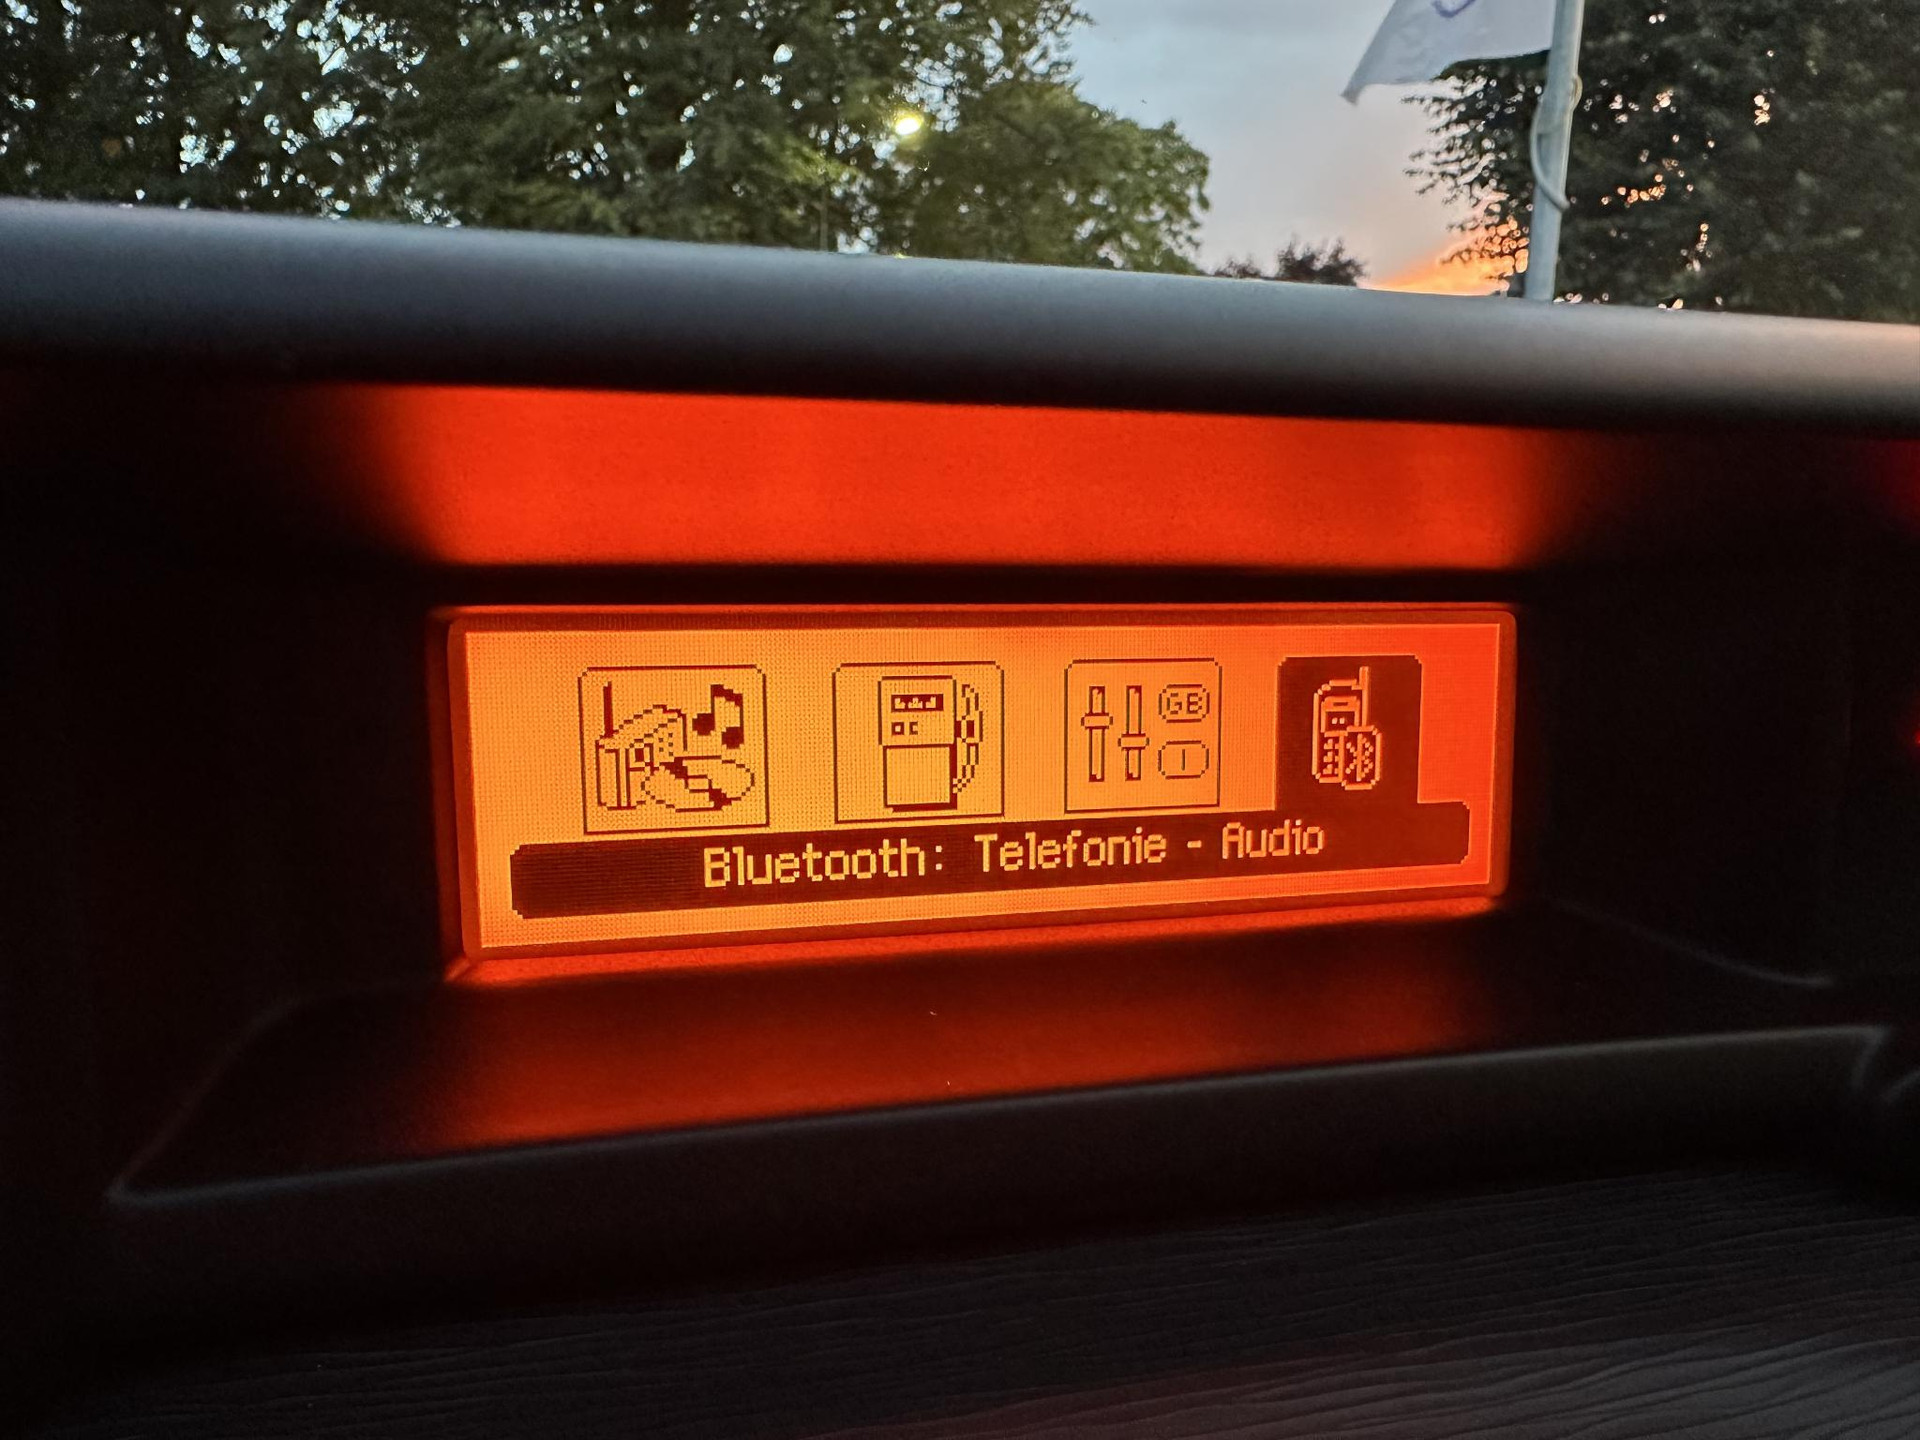 GB
I
Bluetooth: Telefonie - Audio